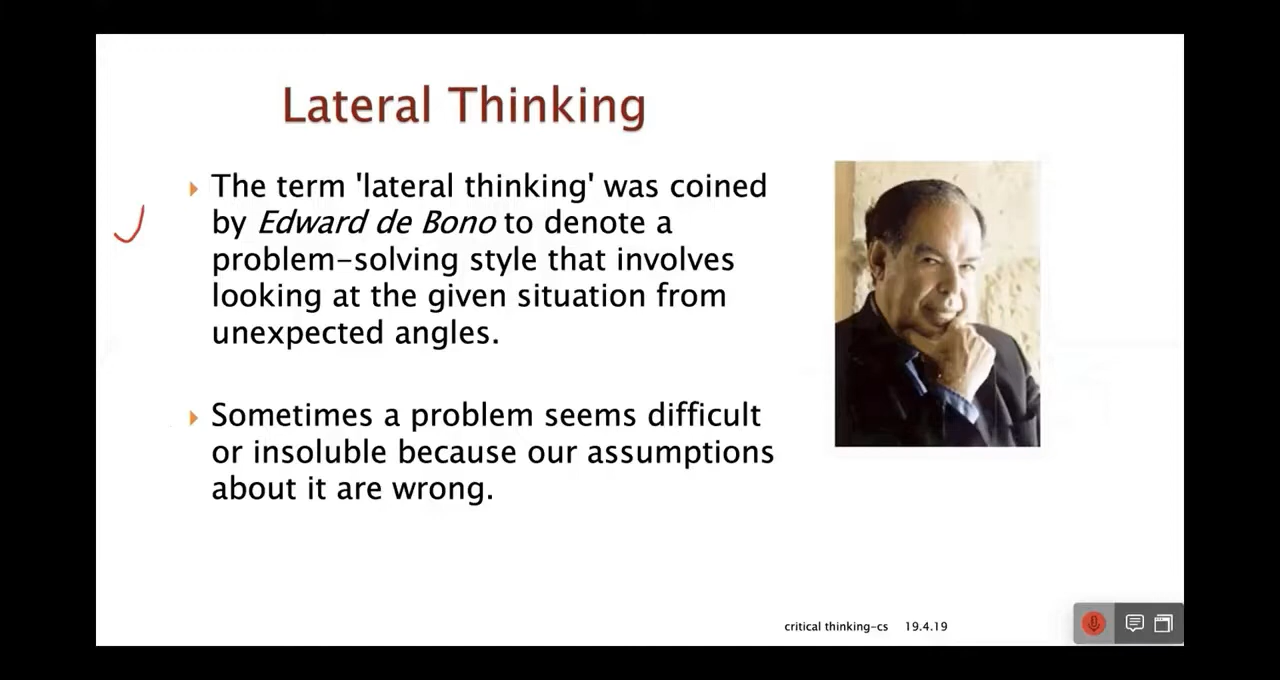 Lateral Thinking
The term 'lateral thinking' was coined
by Edward de Bono to denote a
problem-solving style that involves
looking at the given situation from
unexpected angles.
Sometimes a problem seems difficult
or insoluble because our assumptions
about it are wrong.
critical thinking-cs 19.4.19